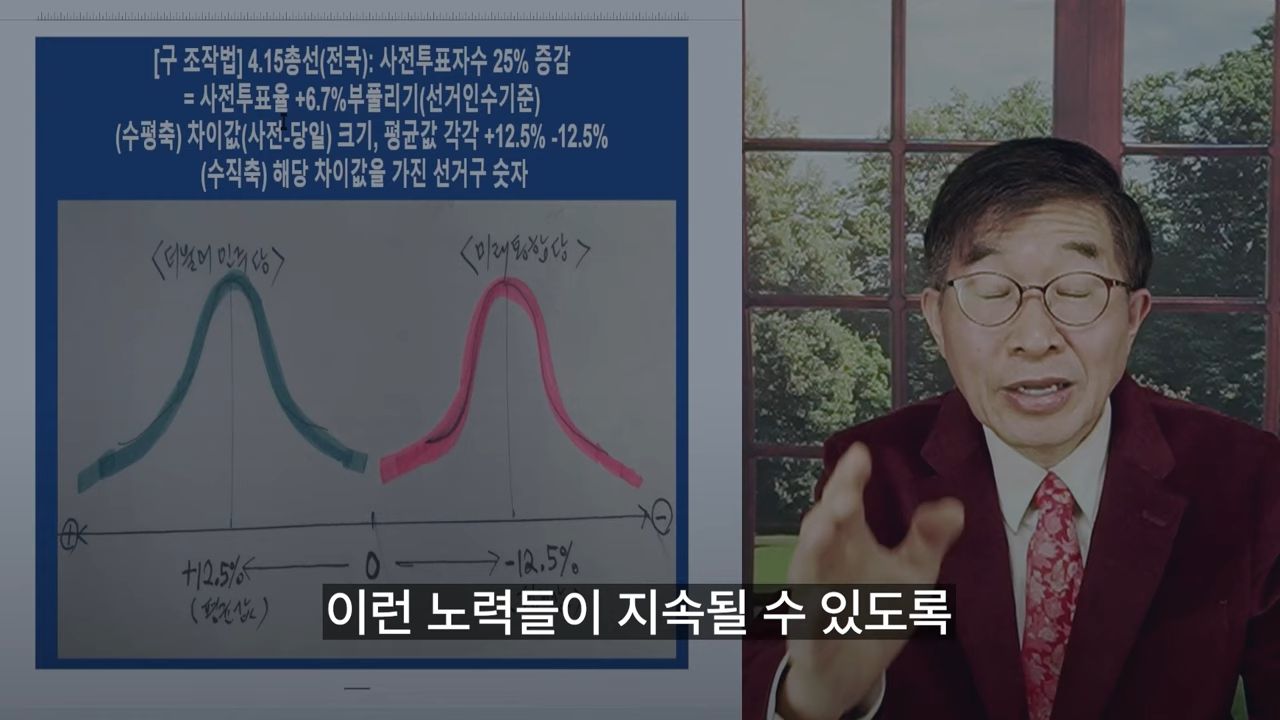 [구 조작법] 4.15총선(전국): 사전투표자수 25% 증감
= 사전투표율 +6.7%부풀리기(선거인수기준)
(수평축) 차이값(사전-당일) 크기, 평균값 각각 +12.5% -12.5%
(수직축) 해당 차이값을 가진 선거구 숫자
<더불어 민주당>
<미래통합당>
+
-
+12.5%
0
-12.5%
(평균값)
이런 노력들이 지속될 수 있도록